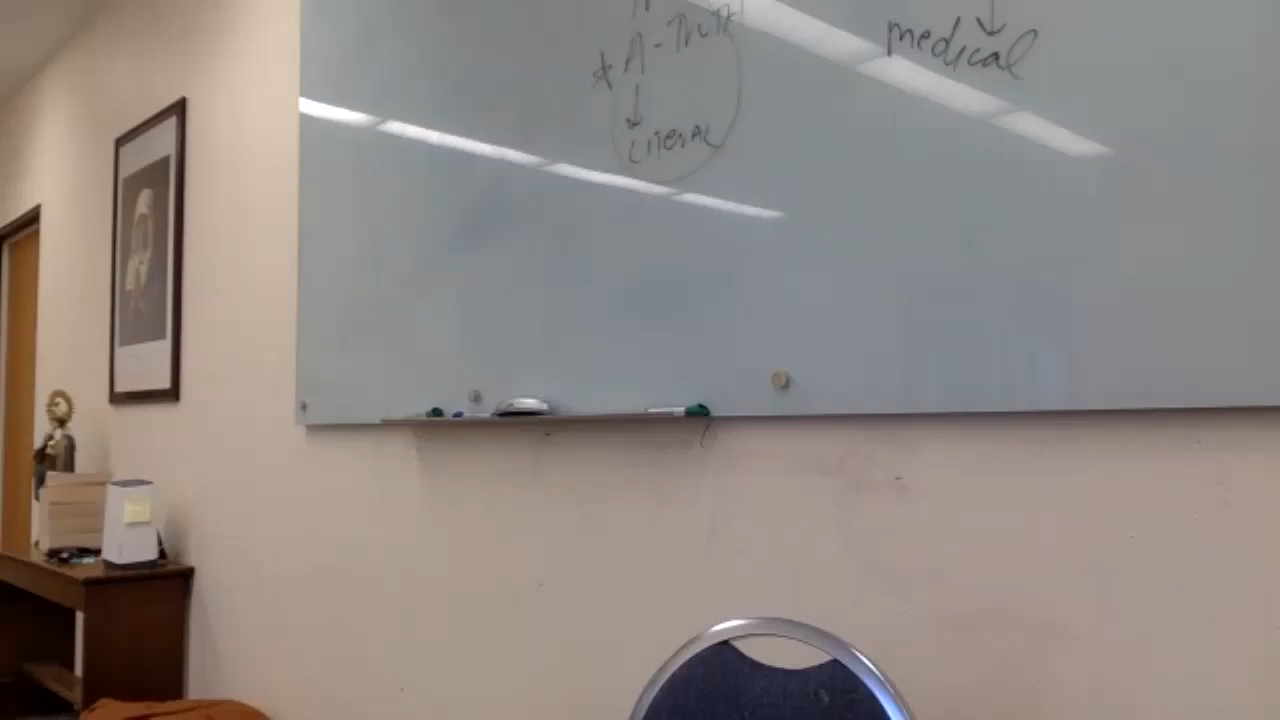 * A-Truth
↓
LITERAL
↓
medical